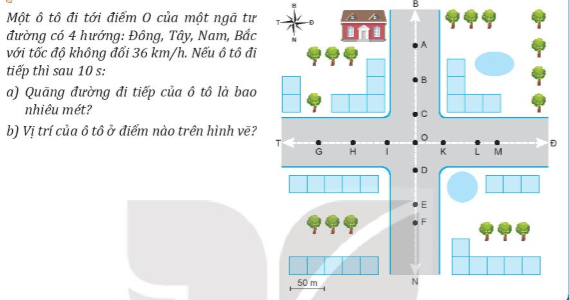 Một ô tô đi tới điểm O của một ngã tư
đường có 4 hướng: Đông, Tây, Nam, Bắc
với tốc độ không đổi 36 km/h. Nếu ô tô đi
tiếp thì sau 10 s:
a) Quãng đường đi tiếp của ô tô là bao
nhiêu mét?
b) Vị trí của ô tô ở điểm nào trên hình vẽ?
B
T
Đ
N
B
A
B
C
O
T
G
H
I
K
L
M
Đ
D
E
F
N
50 m